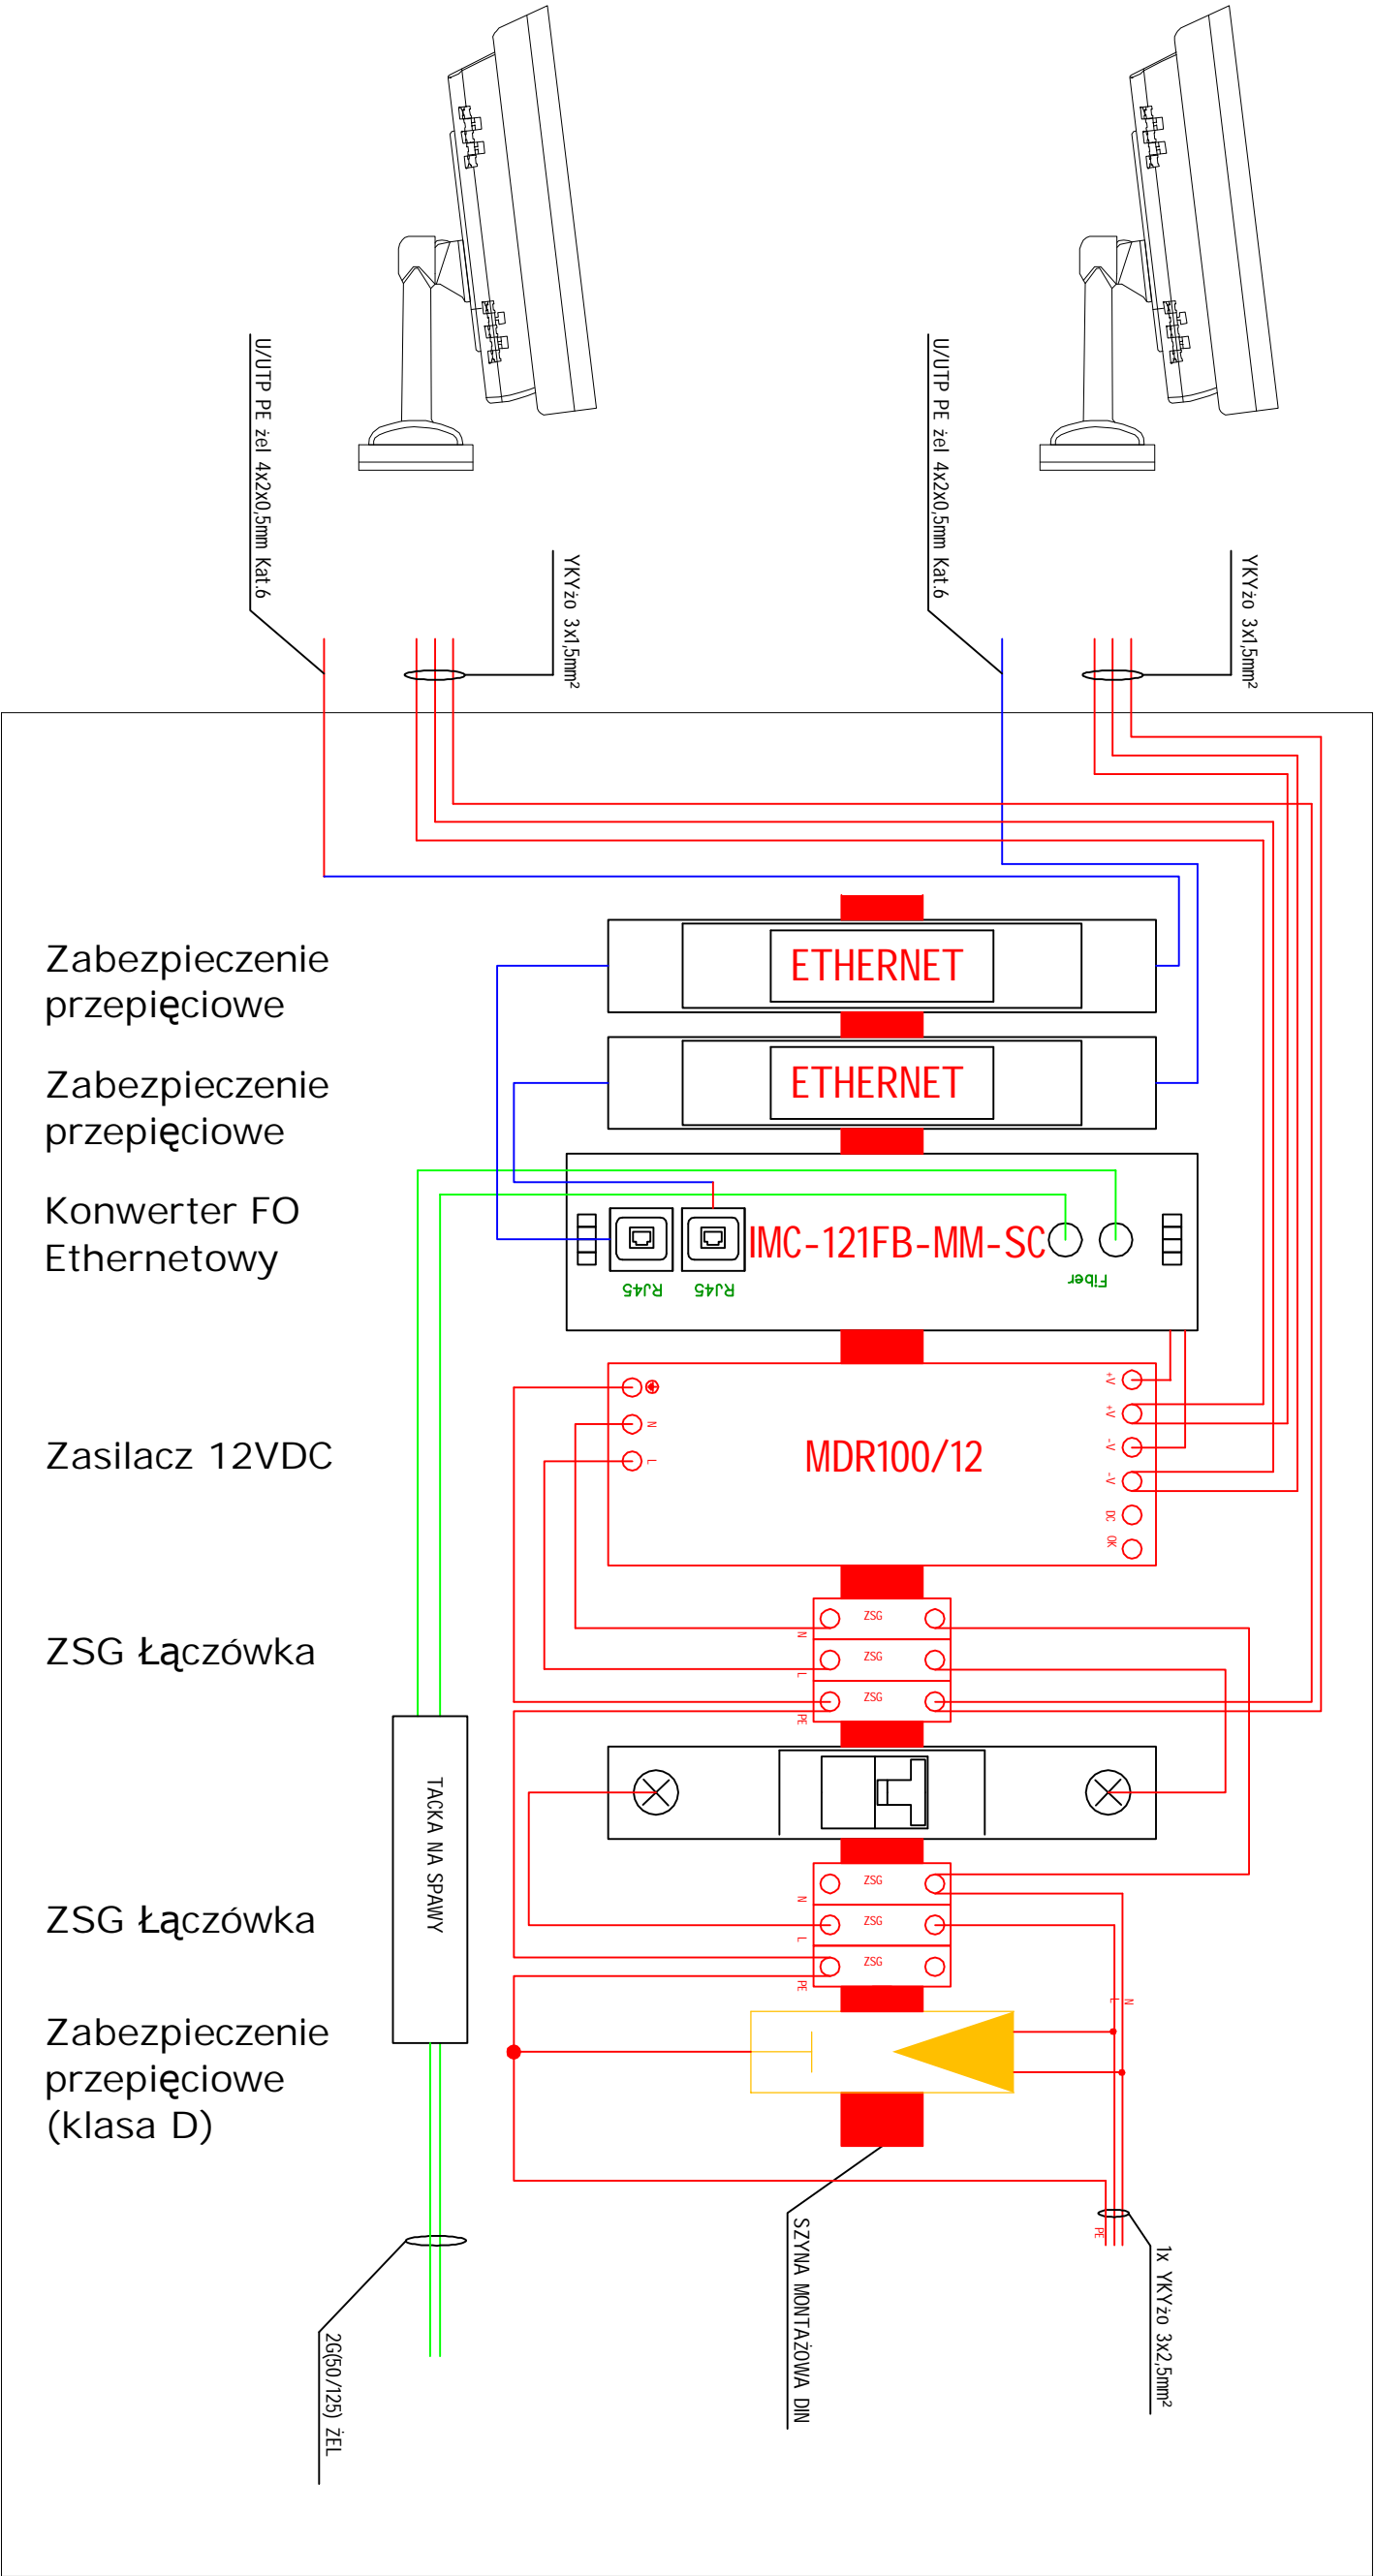 U/UTP PE żel 4x2x0,5mm Kat.6
YKYżo 3x1,5mm²
U/UTP PE żel 4x2x0,5mm Kat.6
YKYżo 3x1,5mm²
Zabezpieczenie
przepięciowe
ETHERNET
Zabezpieczenie
przepięciowe
ETHERNET
Konwerter FO
Ethernetowy
IMC-121FB-MM-SC
RJ45
RJ45
Fiber
Zasilacz 12VDC
MDR100/12
N
L
+V
+V
-V
-V
DC
OK
ZSG Łączówka
ZSG
ZSG
ZSG
N
L
PE
TACKA NA SPAWY
ZSG Łączówka
ZSG
ZSG
ZSG
N
L
PE
L
N
Zabezpieczenie
przepięciowe
(klasa D)
PE
SZYNA MONTAŻOWA DIN
1x YKYżo 3x2,5mm²
2G(50/125) ŻEL